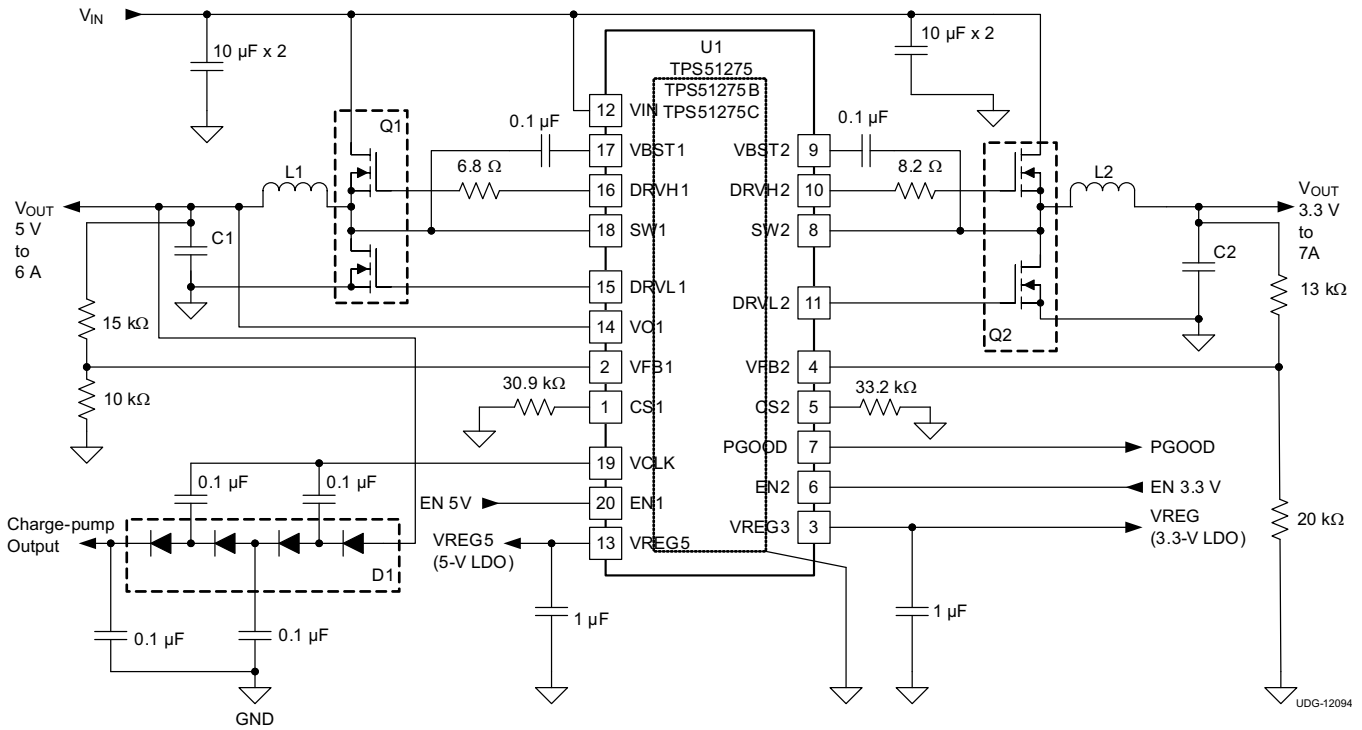 VIN
10 µF x 2
10 µF x 2
U1
TPS51275
TPS51275B
TPS51275C
Q1
0.1 µF
12 VIN
0.1 µF
17 VBST1
VBST2 9
L1
6.8 Ω
16 DRVH1
DRVH2 10
8.2 Ω
L2
VOUT
5 V
to
6 A
C1
18 SW1
SW2 8
VOUT
3.3 V
to
7A
C2
15 DRVL1
DRVL2 11
13 kΩ
15 kΩ
14 VO1
Q2
2 VFB1
VFB2 4
10 kΩ
30.9 kΩ
1 CS1
CS2 5
33.2 kΩ
PGOOD 7
PGOOD
19 VCLK
0.1 µF
0.1 µF
EN 5V
20 EN1
EN2 6
EN 3.3 V
Charge-pump
Output
VREG5
(5-V LDO)
13 VREG5
VREG3 3
VREG
(3.3-V LDO)
20 kΩ
D1
0.1 µF
0.1 µF
1 µF
1 µF
GND
UDG-12094